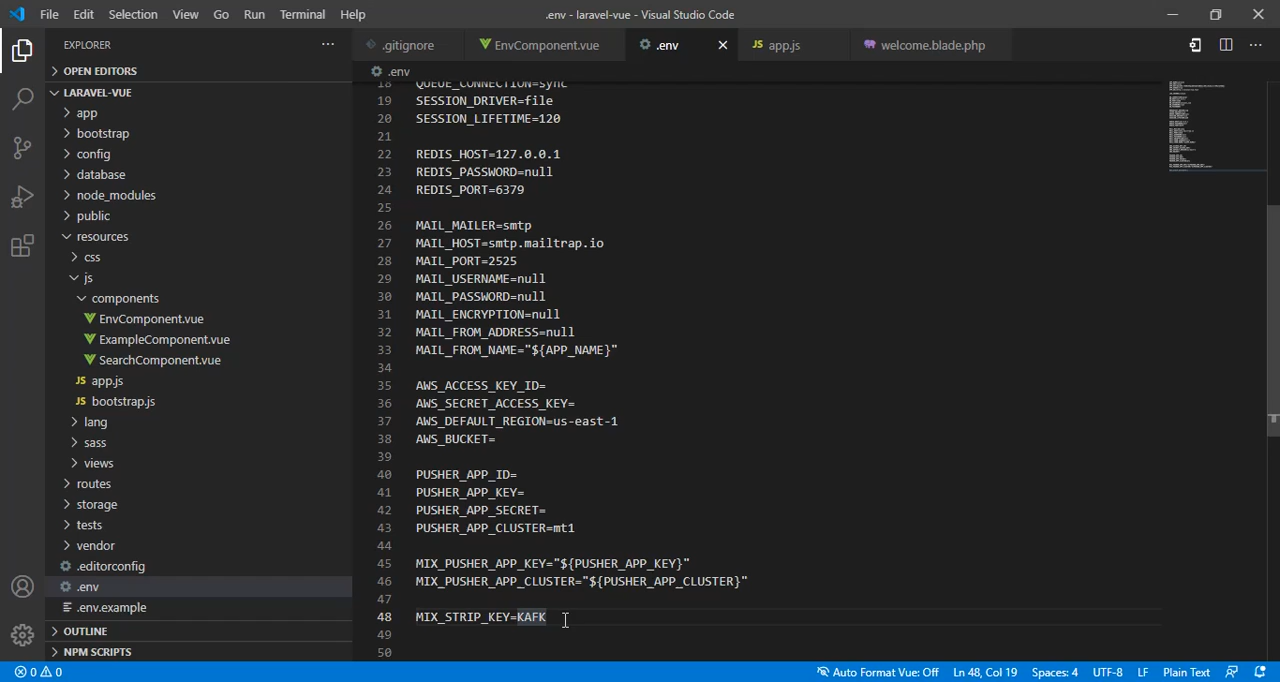 File Edit Selection View Go Run Terminal Help .env - laravel-vue - Visual Studio Code
EXPLORER
.gitignore EnvComponent.vue .env JS app.js welcome.blade.php
OPEN EDITORS
.env
LARAVEL-VUE
app
bootstrap
config
database
node_modules
public
resources
css
js
components
EnvComponent.vue
ExampleComponent.vue
SearchComponent.vue
JS app.js
JS bootstrap.js
lang
sass
views
routes
storage
tests
vendor
.editorconfig
.env
.env.example
OUTLINE
NPM SCRIPTS
18 QUEUE_CONNECTION=sync
19 SESSION_DRIVER=file
20 SESSION_LIFETIME=120
21
22 REDIS_HOST=127.0.0.1
23 REDIS_PASSWORD=null
24 REDIS_PORT=6379
25
26 MAIL_MAILER=smtp
27 MAIL_HOST=smtp.mailtrap.io
28 MAIL_PORT=2525
29 MAIL_USERNAME=null
30 MAIL_PASSWORD=null
31 MAIL_ENCRYPTION=null
32 MAIL_FROM_ADDRESS=null
33 MAIL_FROM_NAME="${APP_NAME}"
34
35 AWS_ACCESS_KEY_ID=
36 AWS_SECRET_ACCESS_KEY=
37 AWS_DEFAULT_REGION=us-east-1
38 AWS_BUCKET=
39
40 PUSHER_APP_ID=
41 PUSHER_APP_KEY=
42 PUSHER_APP_SECRET=
43 PUSHER_APP_CLUSTER=mt1
44
45 MIX_PUSHER_APP_KEY="${PUSHER_APP_KEY}"
46 MIX_PUSHER_APP_CLUSTER="${PUSHER_APP_CLUSTER}"
47
48 MIX_STRIP_KEY=KAFK
49
50
0 0 Auto Format Vue: Off Ln 48, Col 19 Spaces: 4 UTF-8 LF Plain Text